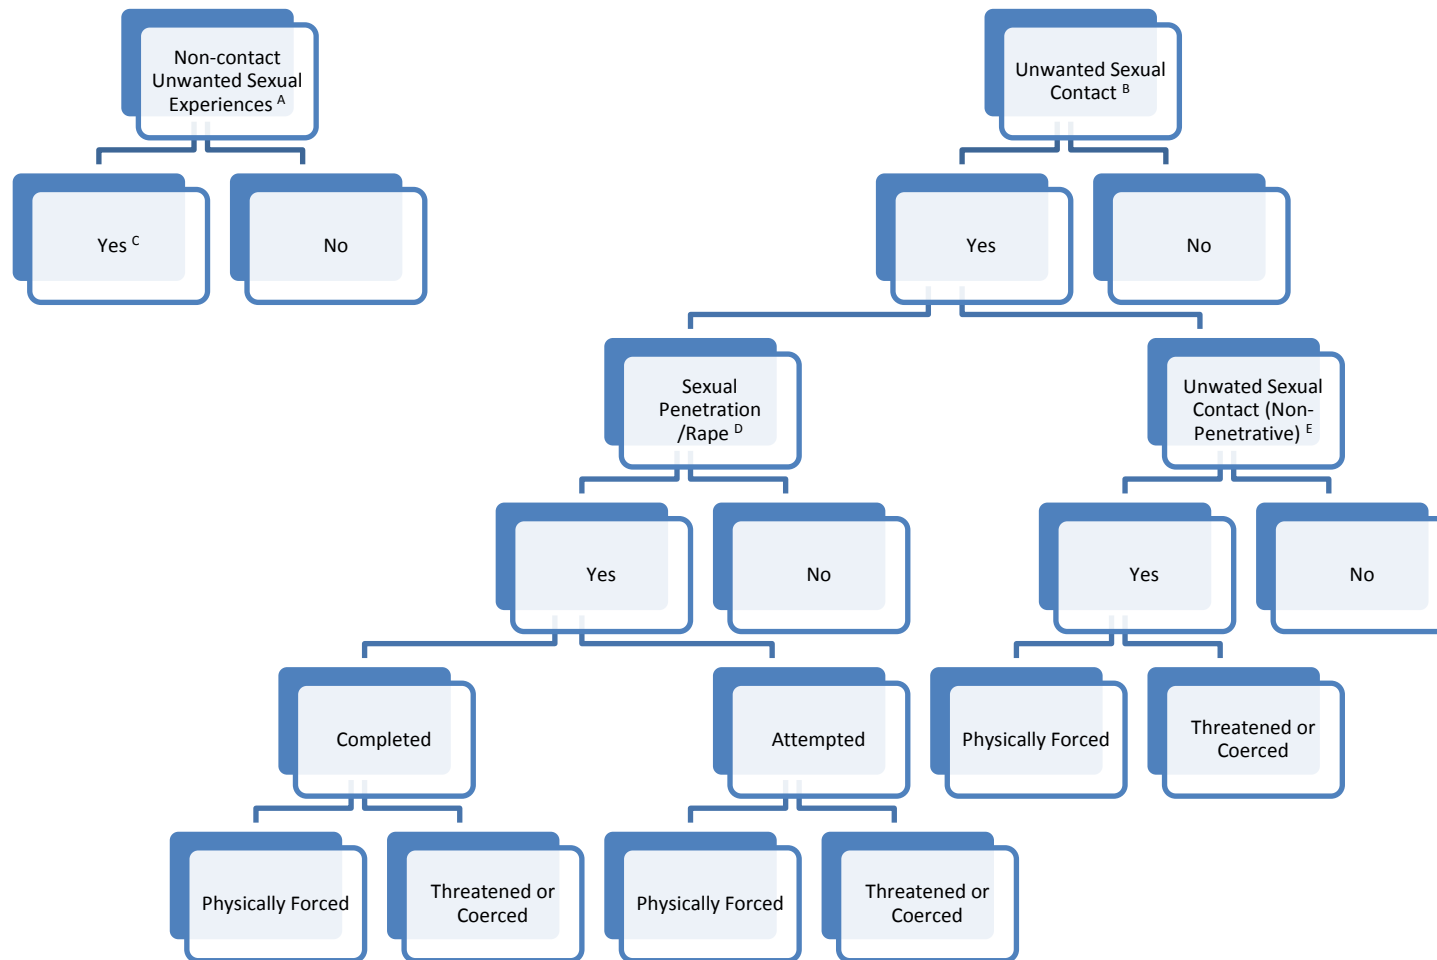 Non-contact
Unwanted Sexual
Experiences A
Unwanted Sexual
Contact B
Yes C
No
Yes
No
Sexual
Penetration
/Rape D
Unwated Sexual
Contact (Non-
Penetrative) E
Yes
No
Yes
No
Completed
Attempted
Physically Forced
Threatened or
Coerced
Physically Forced
Threatened or
Coerced
Physically Forced
Threatened or
Coerced